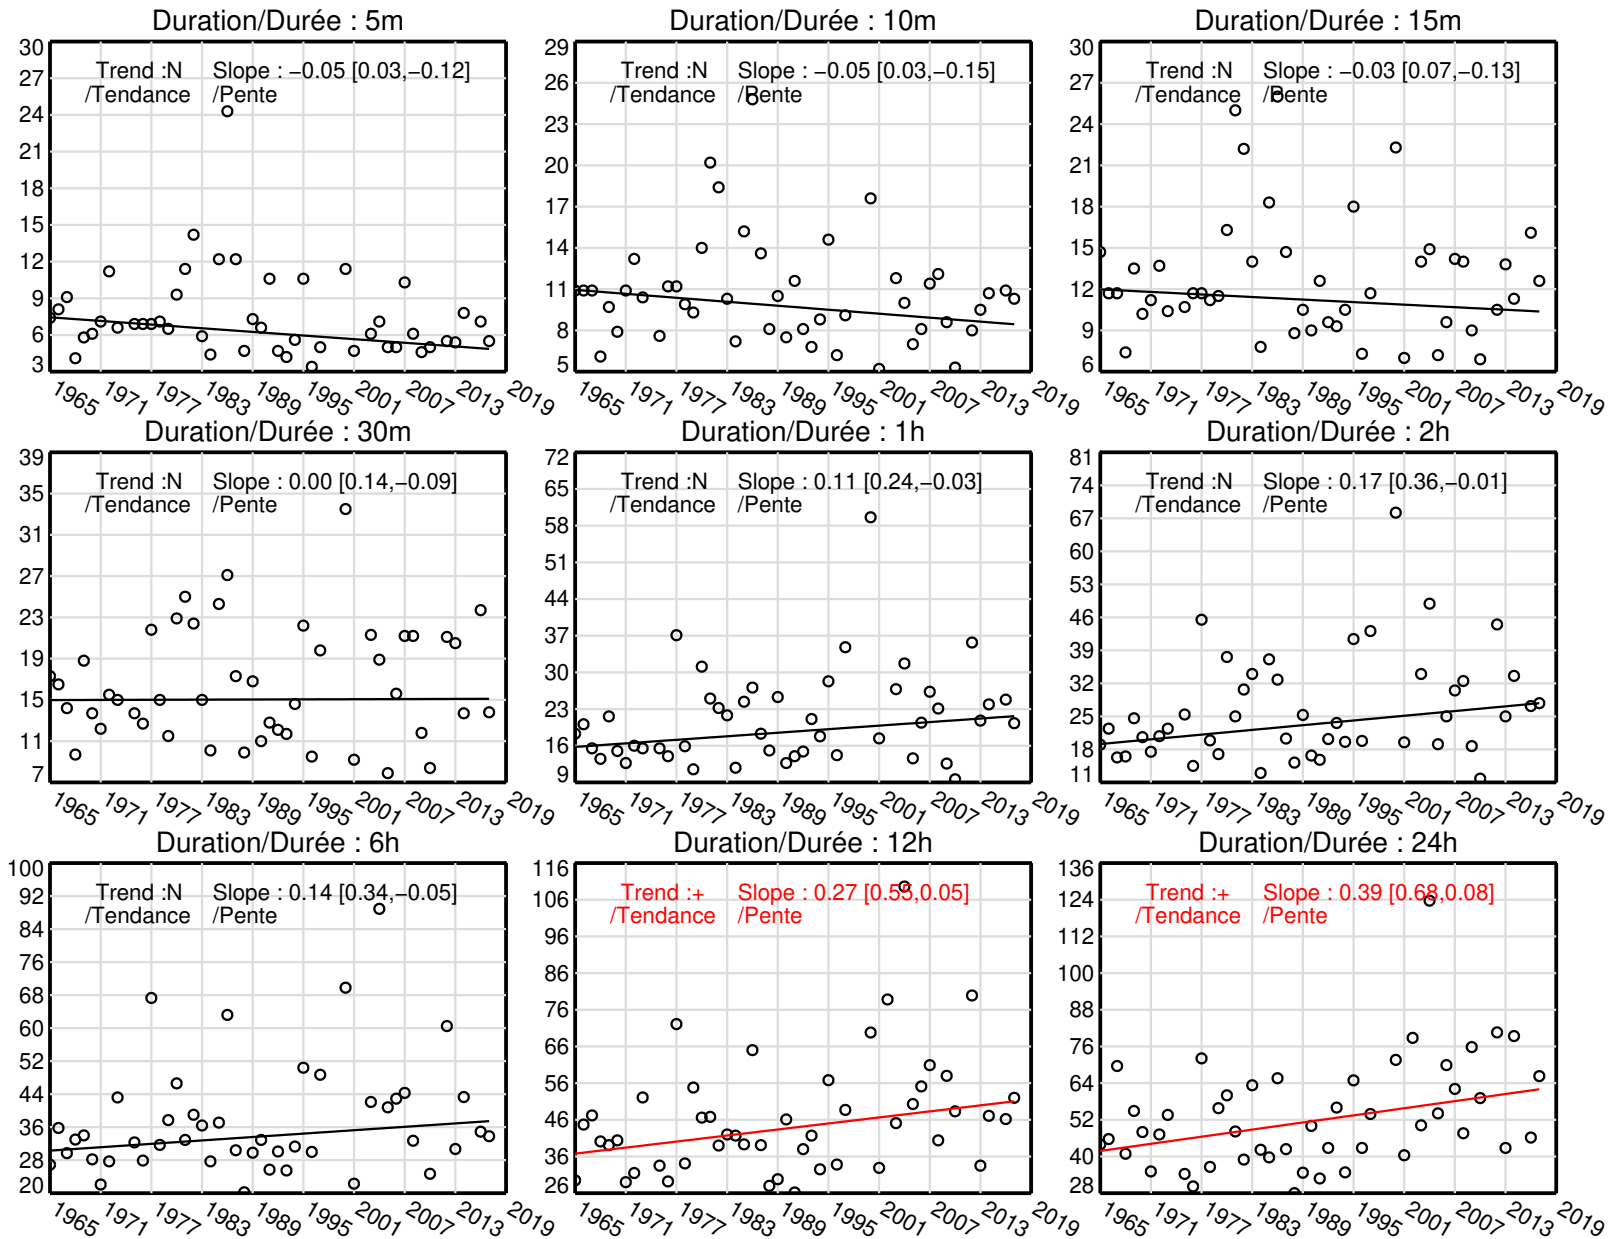 Duration/Durée : 5m
30
27
24
21
18
15
12
9
6
3
Trend :N Slope : −0.05 [0.03,−0.12]
/Tendance /Pente
1965 1971 1977 1983 1989 1995 2001 2007 2013 2019
Duration/Durée : 10m
29
26
23
20
17
14
11
8
5
Trend :N Slope : −0.05 [0.03,−0.15]
/Tendance /Pente
1965 1971 1977 1983 1989 1995 2001 2007 2013 2019
Duration/Durée : 15m
30
27
24
21
18
15
12
9
6
Trend :N Slope : −0.03 [0.07,−0.13]
/Tendance /Pente
1965 1971 1977 1983 1989 1995 2001 2007 2013 2019
Duration/Durée : 30m
39
35
31
27
23
19
15
11
7
Trend :N Slope : 0.00 [0.14,−0.09]
/Tendance /Pente
1965 1971 1977 1983 1989 1995 2001 2007 2013 2019
Duration/Durée : 1h
72
65
58
51
44
37
30
23
16
9
Trend :N Slope : 0.11 [0.24,−0.03]
/Tendance /Pente
1965 1971 1977 1983 1989 1995 2001 2007 2013 2019
Duration/Durée : 2h
81
74
67
60
53
46
39
32
25
18
11
Trend :N Slope : 0.17 [0.36,−0.01]
/Tendance /Pente
1965 1971 1977 1983 1989 1995 2001 2007 2013 2019
Duration/Durée : 6h
100
92
84
76
68
60
52
44
36
28
20
Trend :N Slope : 0.14 [0.34,−0.05]
/Tendance /Pente
1965 1971 1977 1983 1989 1995 2001 2007 2013 2019
Duration/Durée : 12h
116
106
96
86
76
66
56
46
36
26
Trend :+ Slope : 0.27 [0.55,0.05]
/Tendance /Pente
1965 1971 1977 1983 1989 1995 2001 2007 2013 2019
Duration/Durée : 24h
136
124
112
100
88
76
64
52
40
28
Trend :+ Slope : 0.39 [0.68,0.08]
/Tendance /Pente
1965 1971 1977 1983 1989 1995 2001 2007 2013 2019